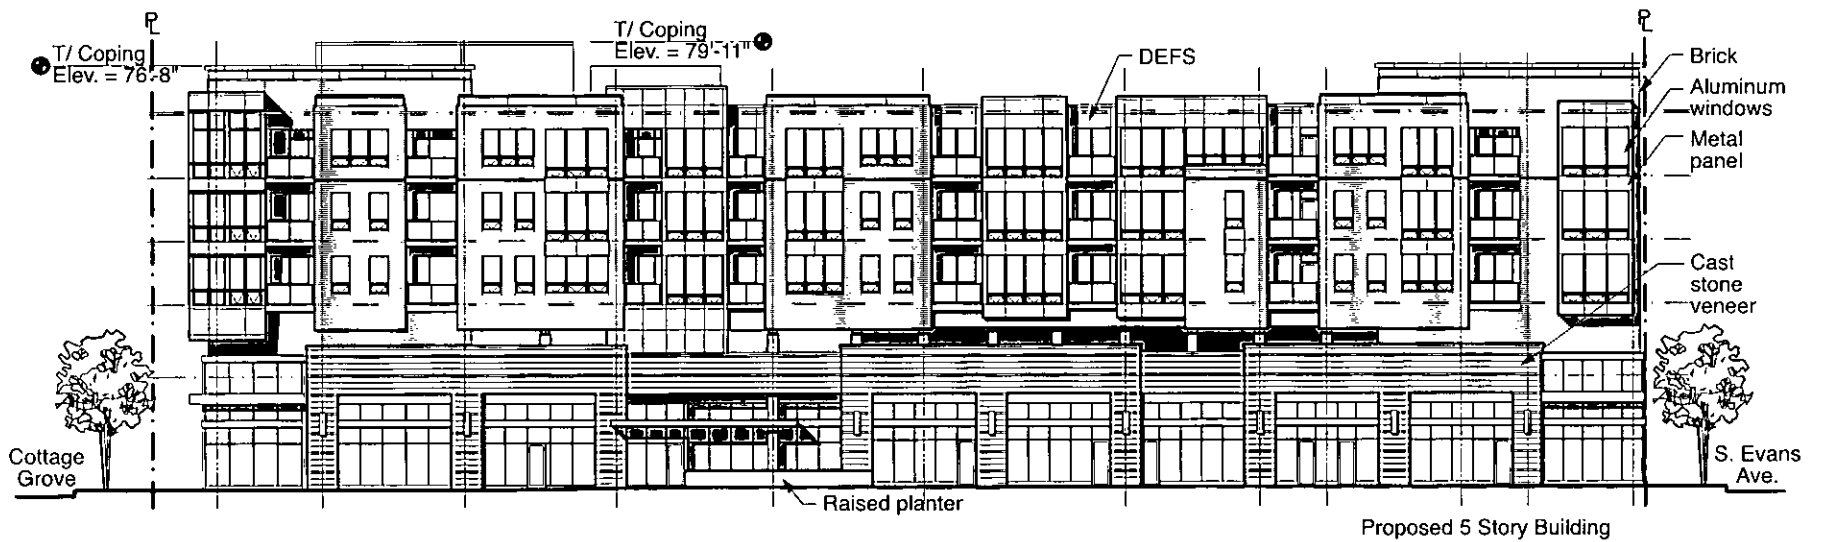 PL
PL
T/ Coping
Elev. = 76'-8"
T/ Coping
Elev. = 79'-11"
DEFS
Brick
Aluminum
windows
Metal
panel
Cast
stone
veneer
Cottage
Grove
S. Evans
Ave.
Raised planter
Proposed 5 Story Building